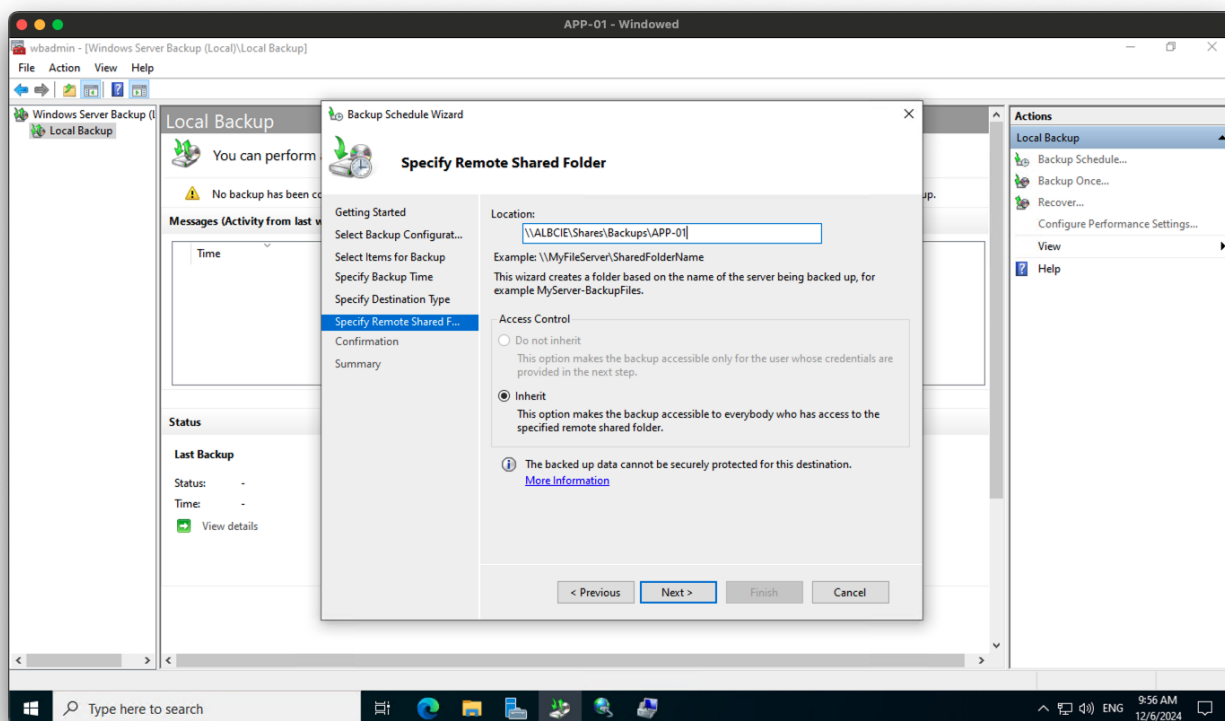 APP-01 - Windowed
wbadmin - [Windows Server Backup (Local)\Local Backup]
File Action View Help
Windows Server Backup (L
Local Backup
Local Backup
You can perform
No backup has been co
up.
Messages (Activity from last w
Time
Status
Last Backup
Status: -
Time: -
View details
Backup Schedule Wizard
Specify Remote Shared Folder
Getting Started
Select Backup Configurat...
Select Items for Backup
Specify Backup Time
Specify Destination Type
Specify Remote Shared F...
Confirmation
Summary
Location:
\\ALBCIE\Shares\Backups\APP-01
Example: \\MyFileServer\SharedFolderName
This wizard creates a folder based on the name of the server being backed up, for
example MyServer-BackupFiles.
Access Control
Do not inherit
This option makes the backup accessible only for the user whose credentials are
provided in the next step.
Inherit
This option makes the backup accessible to everybody who has access to the
specified remote shared folder.
The backed up data cannot be securely protected for this destination.
More Information
< Previous
Next >
Finish
Cancel
Actions
Local Backup
Backup Schedule...
Backup Once...
Recover...
Configure Performance Settings...
View
Help
Type here to search
ENG
9:56 AM
12/6/2024